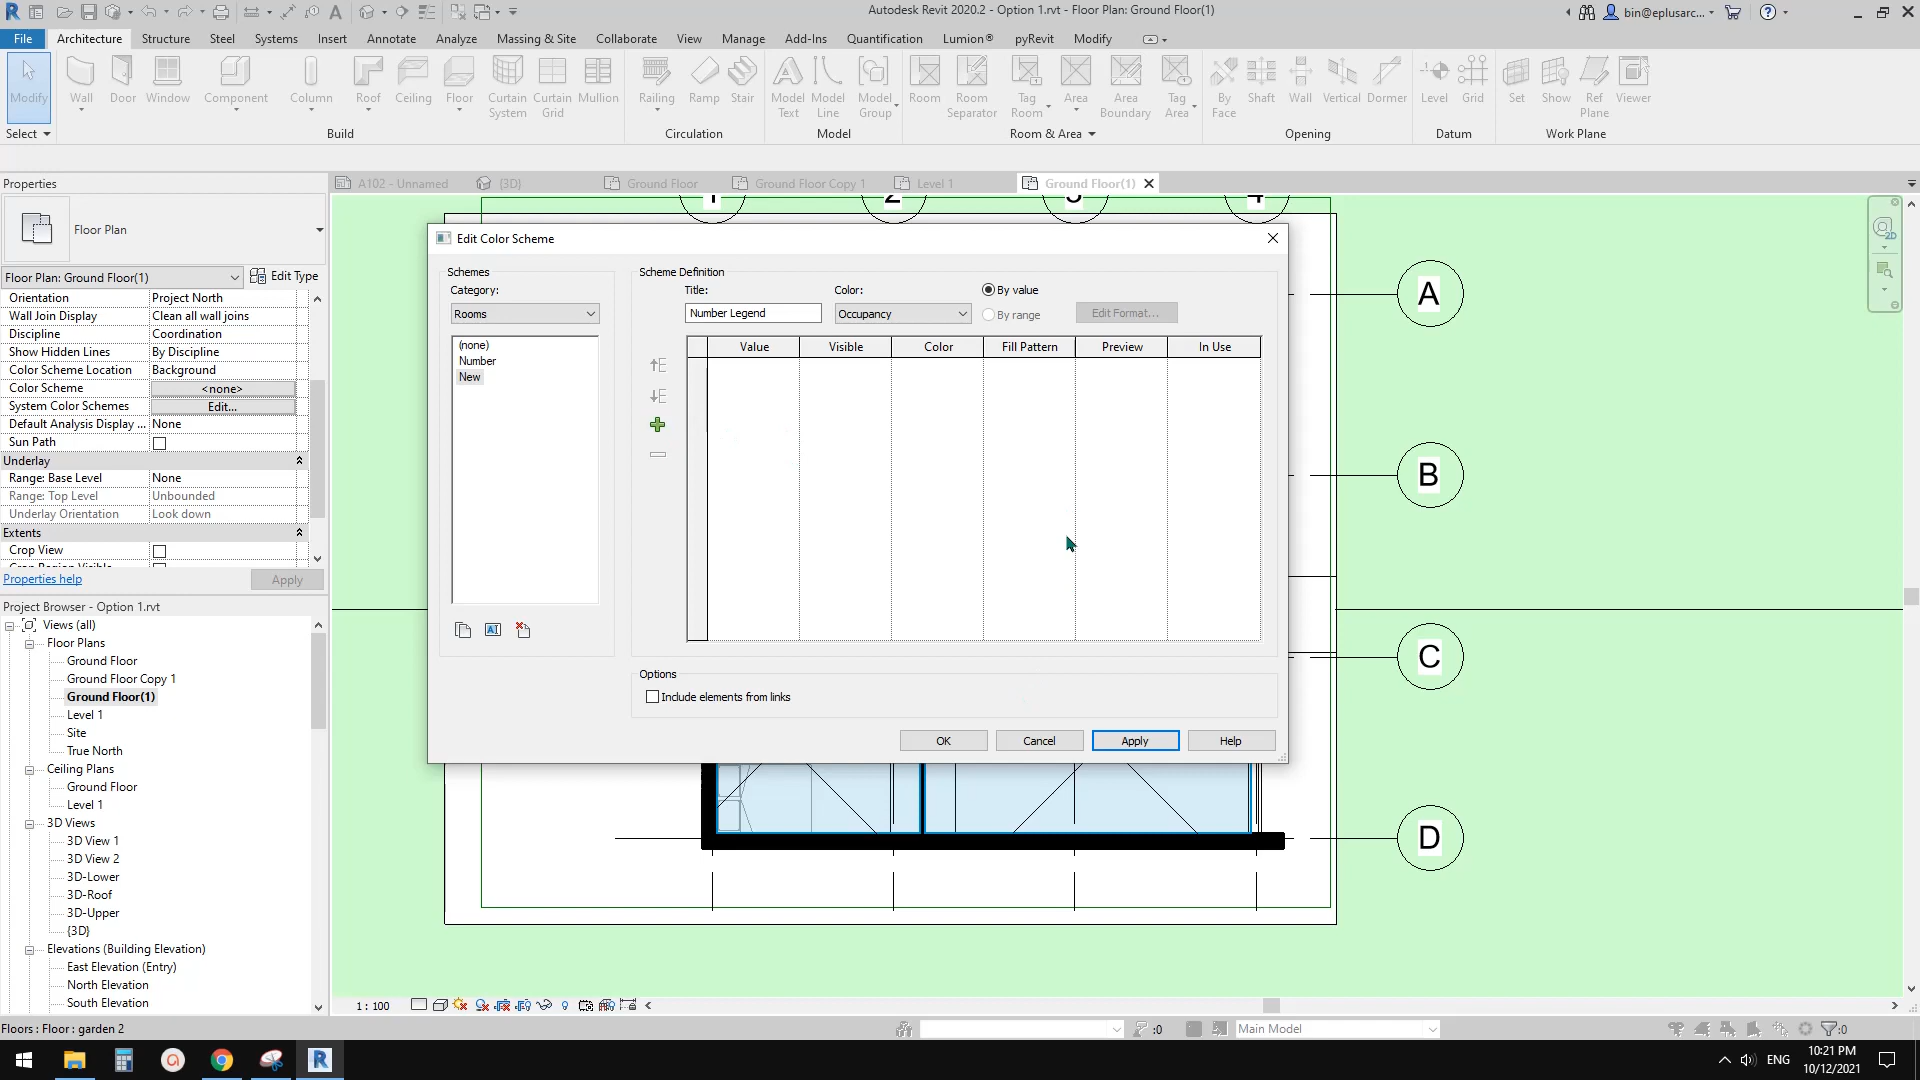 Autodesk Revit 2020.2 - Option 1.rvt - Floor Plan: Ground Floor(1)
bin@eplusarc...
File Architecture Structure Steel Systems Insert Annotate Analyze Massing & Site Collaborate View Manage Add-Ins Quantification Lumion® pyRevit Modify
Modify Wall Door Window Component Column Roof Ceiling Floor Curtain System Curtain Grid Mullion Railing Ramp Stair Model Text Model Line Model Group Room Room Separator Tag Room Area Area Boundary Tag Area By Face Shaft Wall Vertical Dormer Level Grid Set Show Ref Plane Viewer
Select Build Circulation Model Room & Area Opening Datum Work Plane
Properties
A102 - Unnamed {3D} Ground Floor Ground Floor Copy 1 Level 1 Ground Floor(1)
Floor Plan
Floor Plan: Ground Floor(1) Edit Type
Orientation Project North
Wall Join Display Clean all wall joins
Discipline Coordination
Show Hidden Lines By Discipline
Color Scheme Location Background
Color Scheme <none>
System Color Schemes Edit...
Default Analysis Display ... None
Sun Path
Underlay
Range: Base Level None
Range: Top Level Unbounded
Underlay Orientation Look down
Extents
Crop View
Crop Region Visible
Properties help Apply
Project Browser - Option 1.rvt
Views (all)
Floor Plans
Ground Floor
Ground Floor Copy 1
Ground Floor(1)
Level 1
Site
True North
Ceiling Plans
Ground Floor
Level 1
3D Views
3D View 1
3D View 2
3D-Lower
3D-Roof
3D-Upper
{3D}
Elevations (Building Elevation)
East Elevation (Entry)
North Elevation
South Elevation
1 2 3 4
Edit Color Scheme
Schemes
Category:
Rooms
(none)
Number
New
Scheme Definition
Title: Color: By value
Number Legend Occupancy By range Edit Format...
Value Visible Color Fill Pattern Preview In Use
Options
Include elements from links
OK Cancel Apply Help
A
B
C
D
1 : 100
Floors : Floor : garden 2
:0 Main Model :0
ENG
10:21 PM
10/12/2021